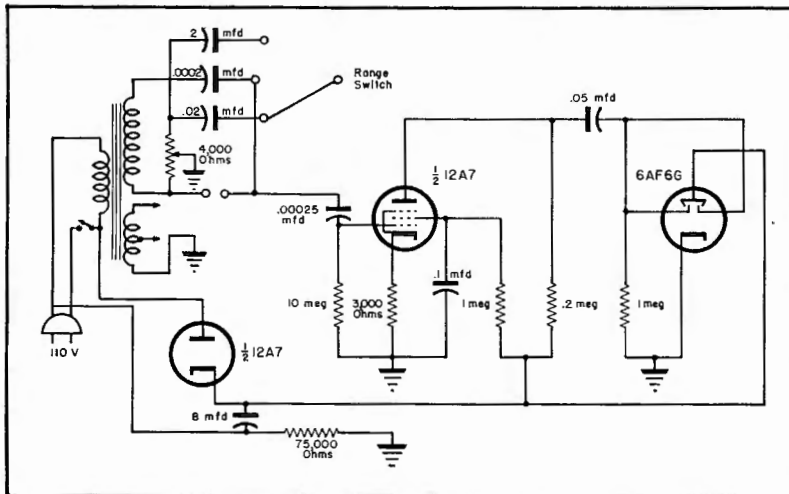 2 mfd
.0002 mfd
Range
Switch
.02 mfd
4,000
Ohms
.05 mfd
½ 12A7
6AF6G
.00025
mfd
.1 mfd
10 meg
3,000
Ohms
1 meg
.2 meg
1 meg
110 V
½ 12A7
8 mfd
75,000
Ohms